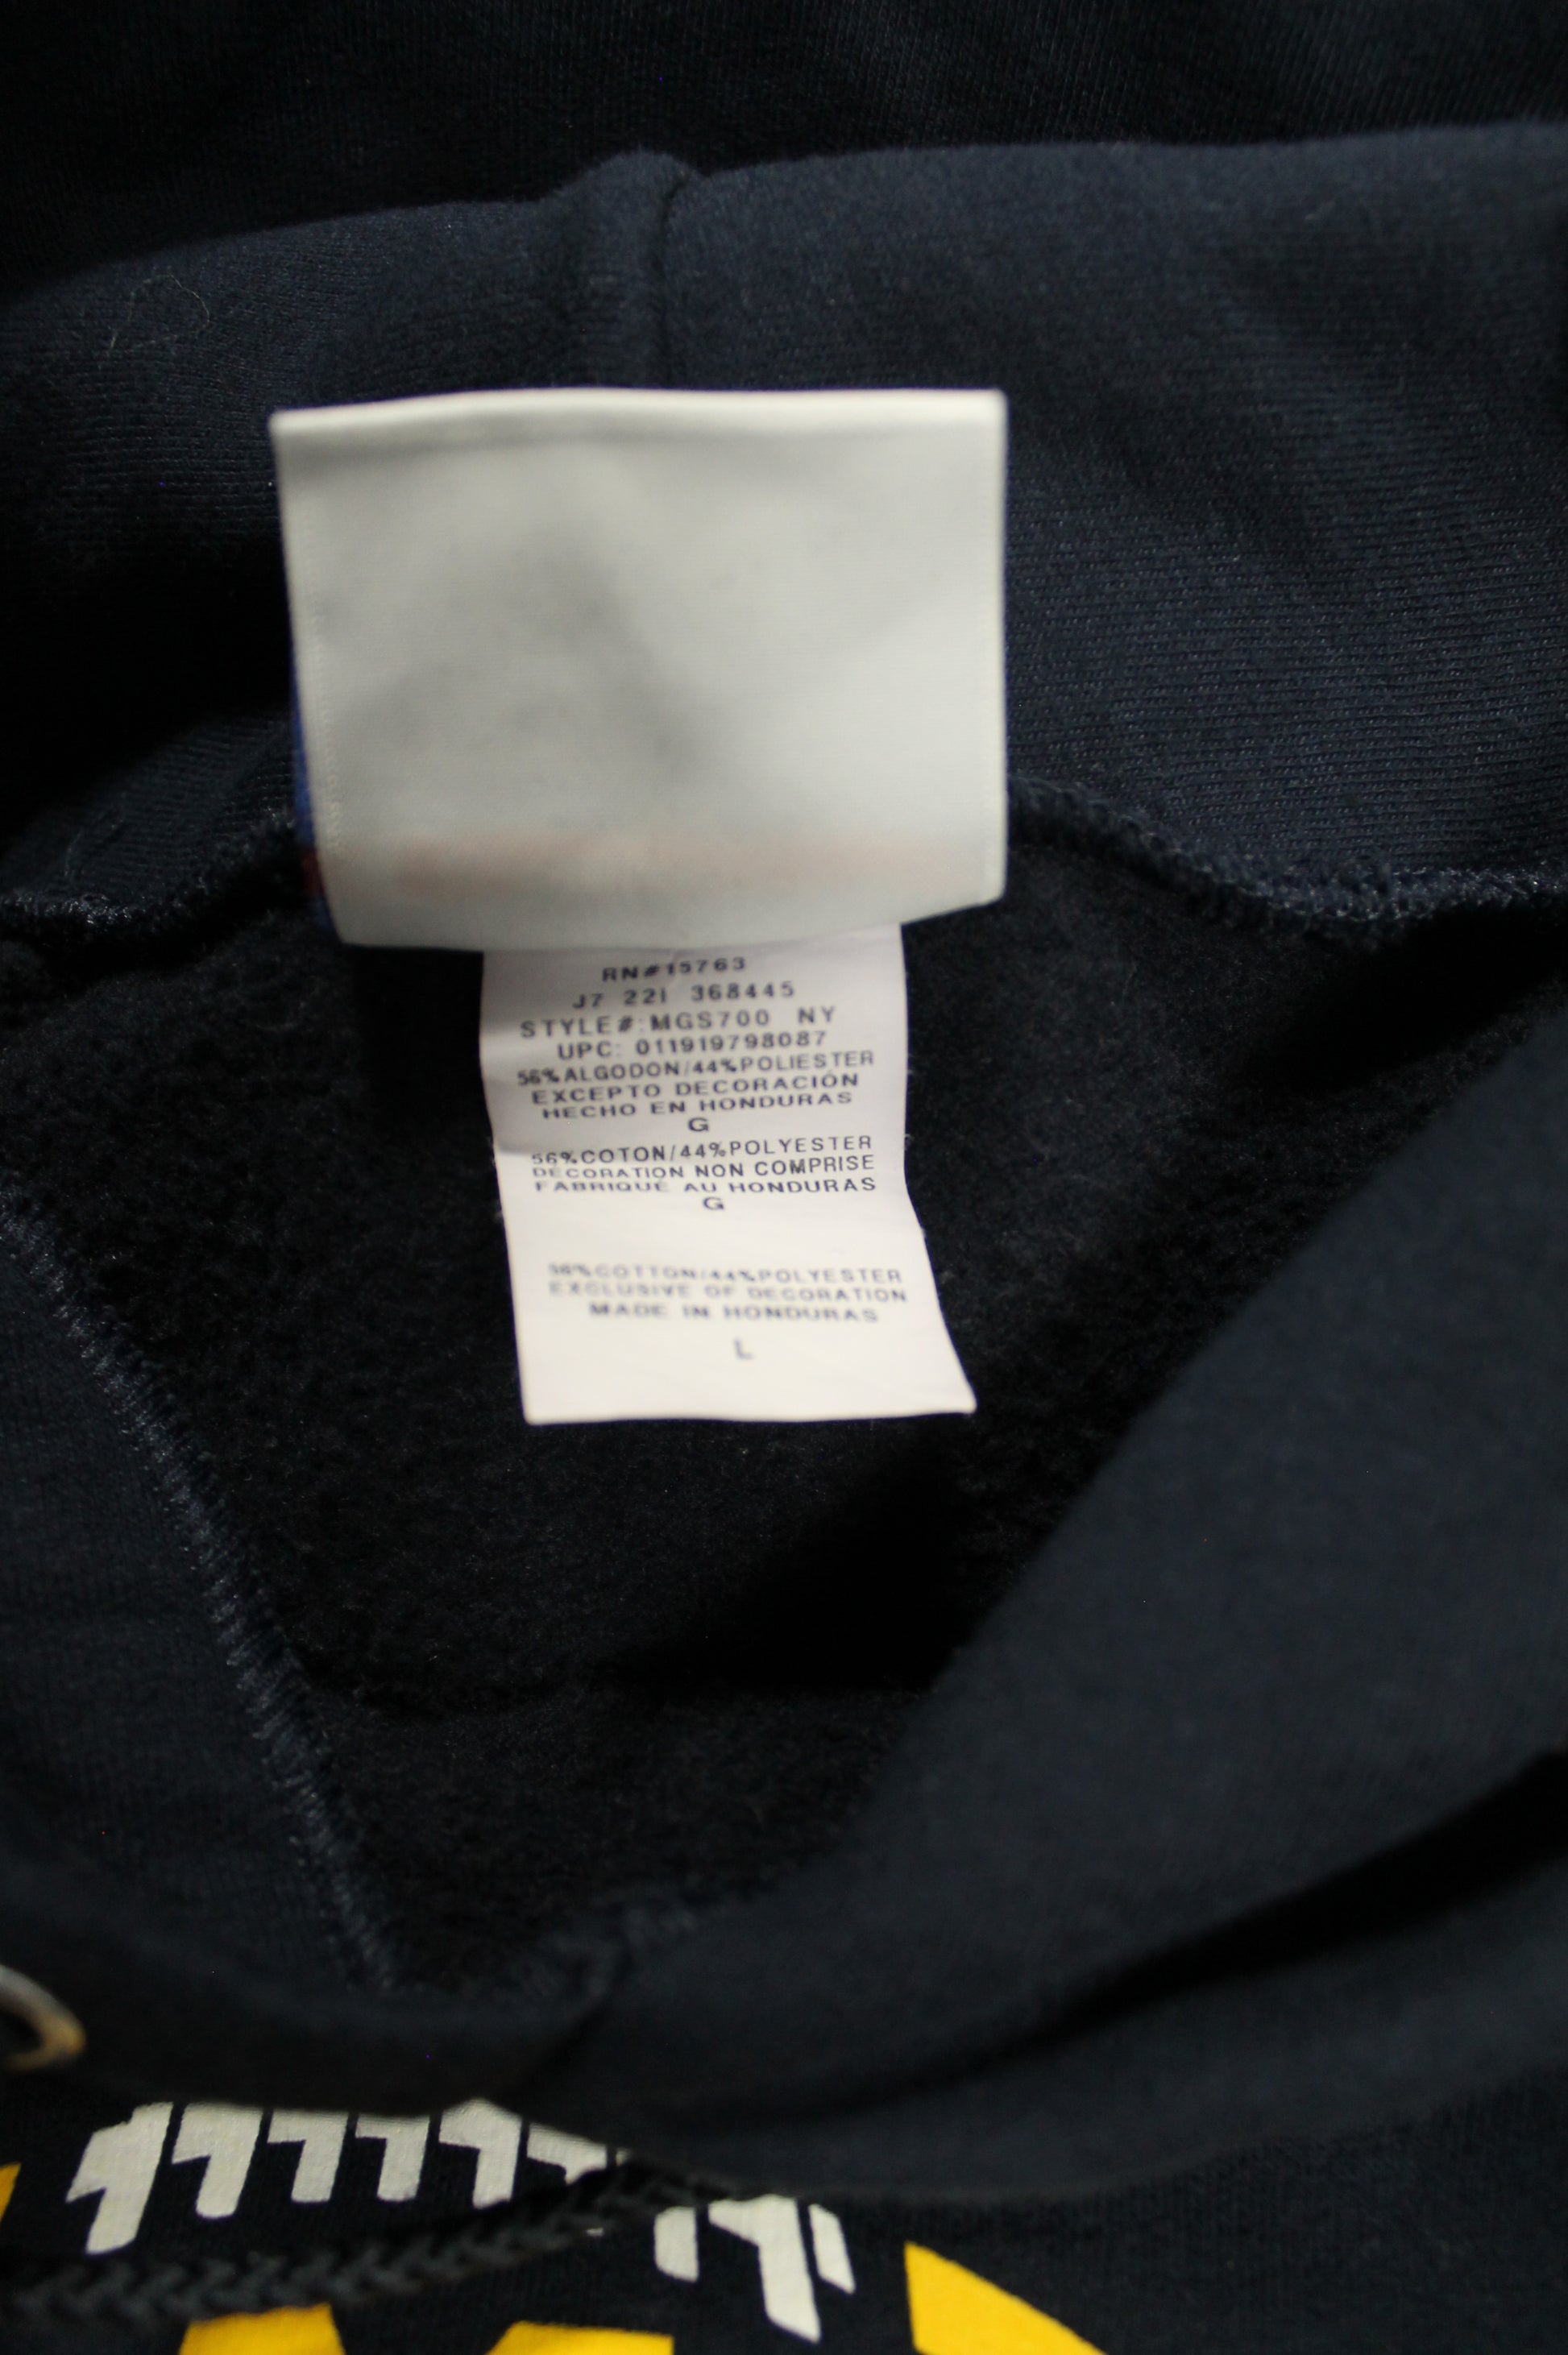 RN#15763
J7 221 368445
STYLE#:MGS700 NY
UPC: 011919798087
56%ALGODON/44%POLIESTER
EXCEPTO DECORACIÓN
HECHO EN HONDURAS
G
56%COTON/44%POLYESTER
DÉCORATION NON COMPRISE
FABRIQUÉ AU HONDURAS
G
56%COTTON/44%POLYESTER
EXCLUSIVE OF DECORATION
MADE IN HONDURAS
L